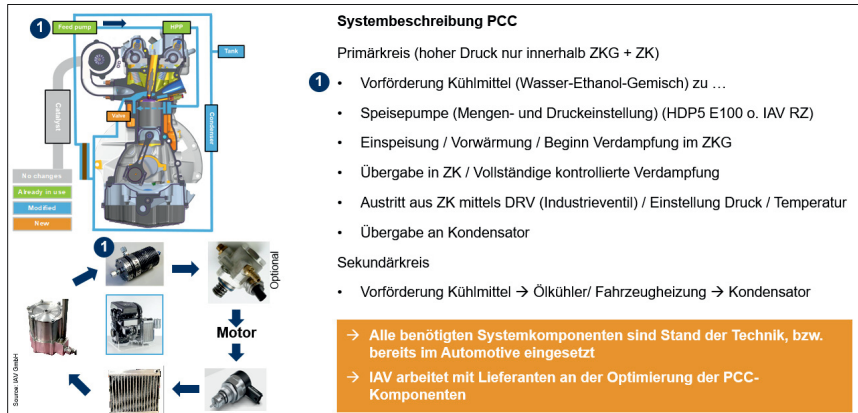 1
Feed pump
HPP
Tank
Catalyst
Valve
Condenser
No changes
Already in use
Modified
New
1
Optional
Motor
Source: IAV GmbH
Systembeschreibung PCC
Primärkreis (hoher Druck nur innerhalb ZKG + ZK)
1
• Vorförderung Kühlmittel (Wasser-Ethanol-Gemisch) zu …
• Speisepumpe (Mengen- und Druckeinstellung) (HDP5 E100 o. IAV RZ)
• Einspeisung / Vorwärmung / Beginn Verdampfung im ZKG
• Übergabe in ZK / Vollständige kontrollierte Verdampfung
• Austritt aus ZK mittels DRV (Industrieventil) / Einstellung Druck / Temperatur
• Übergabe an Kondensator
Sekundärkreis
• Vorförderung Kühlmittel → Ölkühler/ Fahrzeugheizung → Kondensator
→ Alle benötigten Systemkomponenten sind Stand der Technik, bzw.
bereits im Automotive eingesetzt
→ IAV arbeitet mit Lieferanten an der Optimierung der PCC-
Komponenten